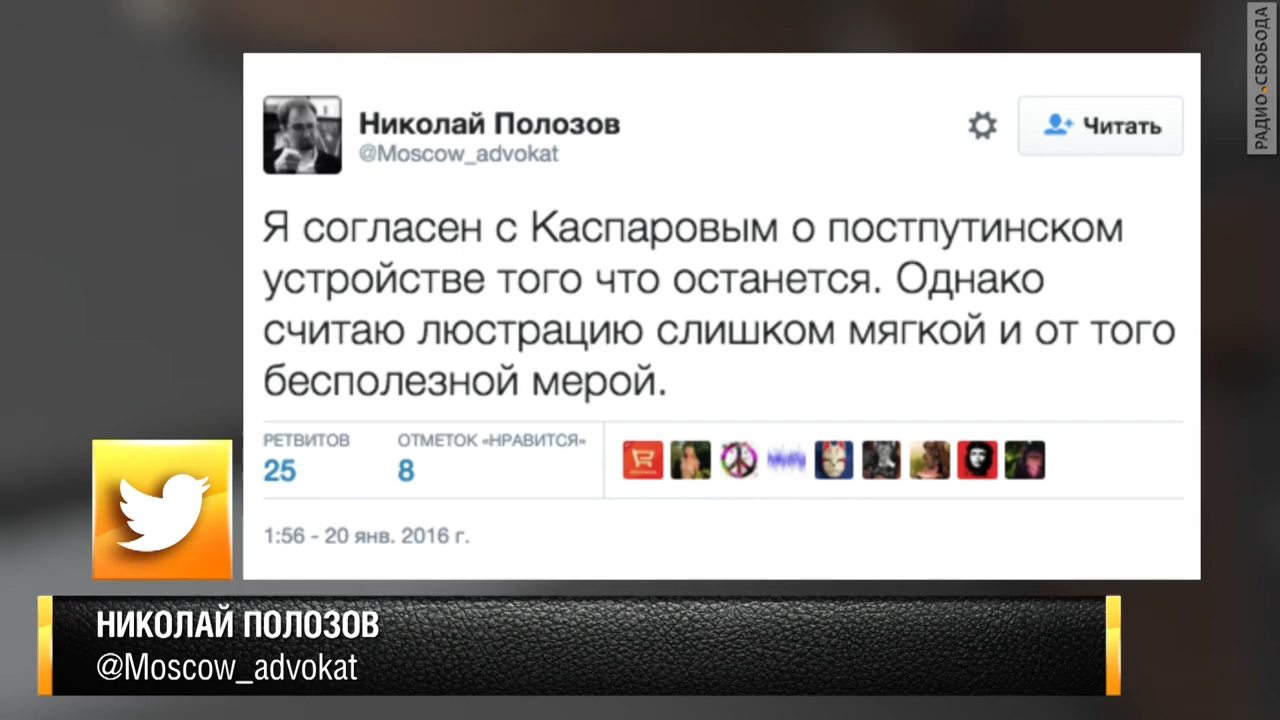 РАДИО СВОБОДА
Николай Полозов
@Moscow_advokat
Читать
Я согласен с Каспаровым о постпутинском
устройстве того что останется. Однако
считаю люстрацию слишком мягкой и от того
бесполезной мерой.
РЕТВИТОВ
25
ОТМЕТОК «НРАВИТСЯ»
8
1:56 - 20 янв. 2016 г.
НИКОЛАЙ ПОЛОЗОВ
@Moscow_advokat